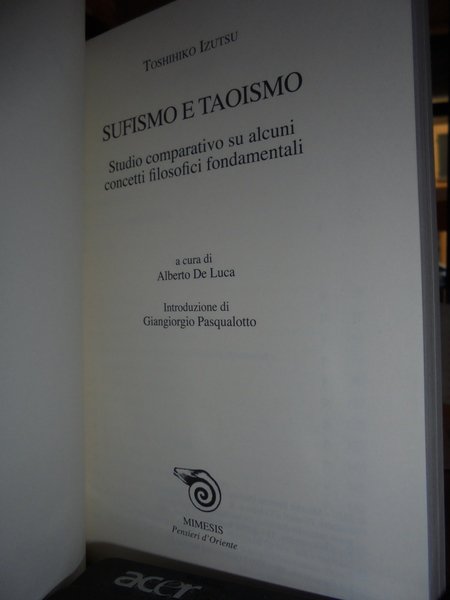 TOSHIHIKO IZUTSU
SUFISMO E TAOISMO
Studio comparativo su alcuni
concetti filosofici fondamentali
a cura di
Alberto De Luca
Introduzione di
Giangiorgio Pasqualotto
MIMESIS
Pensieri d'Oriente
acer